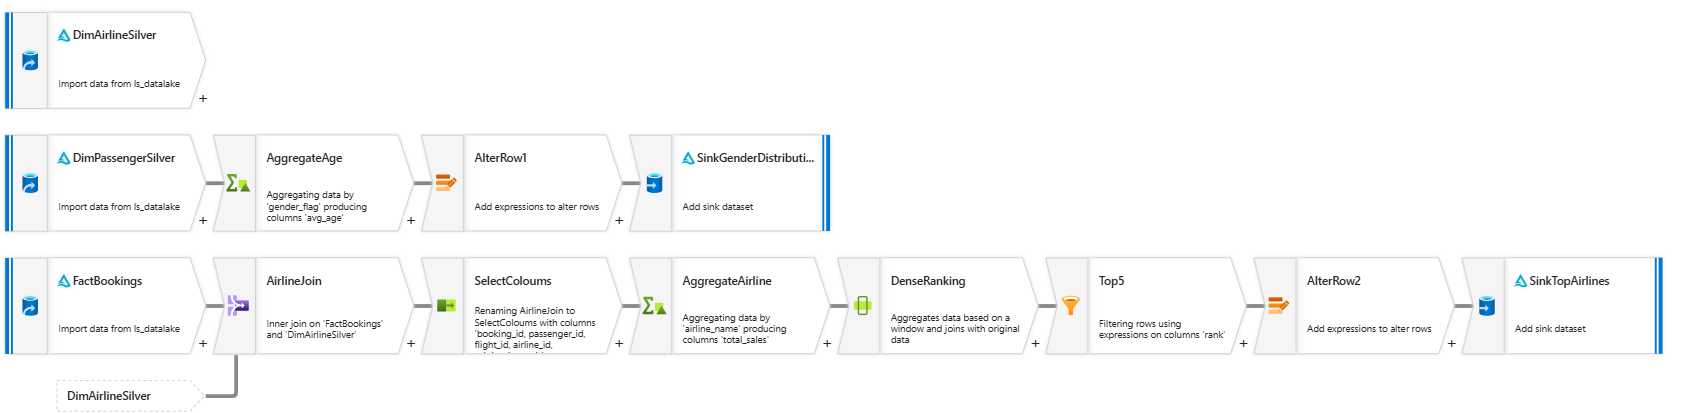 DimAirlineSilver
Import data from ls_datalake
+
DimPassengerSilver
Import data from ls_datalake
+
AggregateAge
Aggregating data by
'gender_flag' producing
columns 'avg_age'
+
AlterRow1
Add expressions to alter rows
+
SinkGenderDistributi...
Add sink dataset
FactBookings
Import data from ls_datalake
+
AirlineJoin
Inner join on 'FactBookings'
and 'DimAirlineSilver'
+
SelectColoums
Renaming AirlineJoin to
SelectColoums with columns
'booking_id, passenger_id,
flight_id, airline_id,
+
AggregateAirline
Aggregating data by
'airline_name' producing
columns 'total_sales'
+
DenseRanking
Aggregates data based on a
window and joins with original
data
+
Top5
Filtering rows using
expressions on columns 'rank'
+
AlterRow2
Add expressions to alter rows
+
SinkTopAirlines
Add sink dataset
DimAirlineSilver